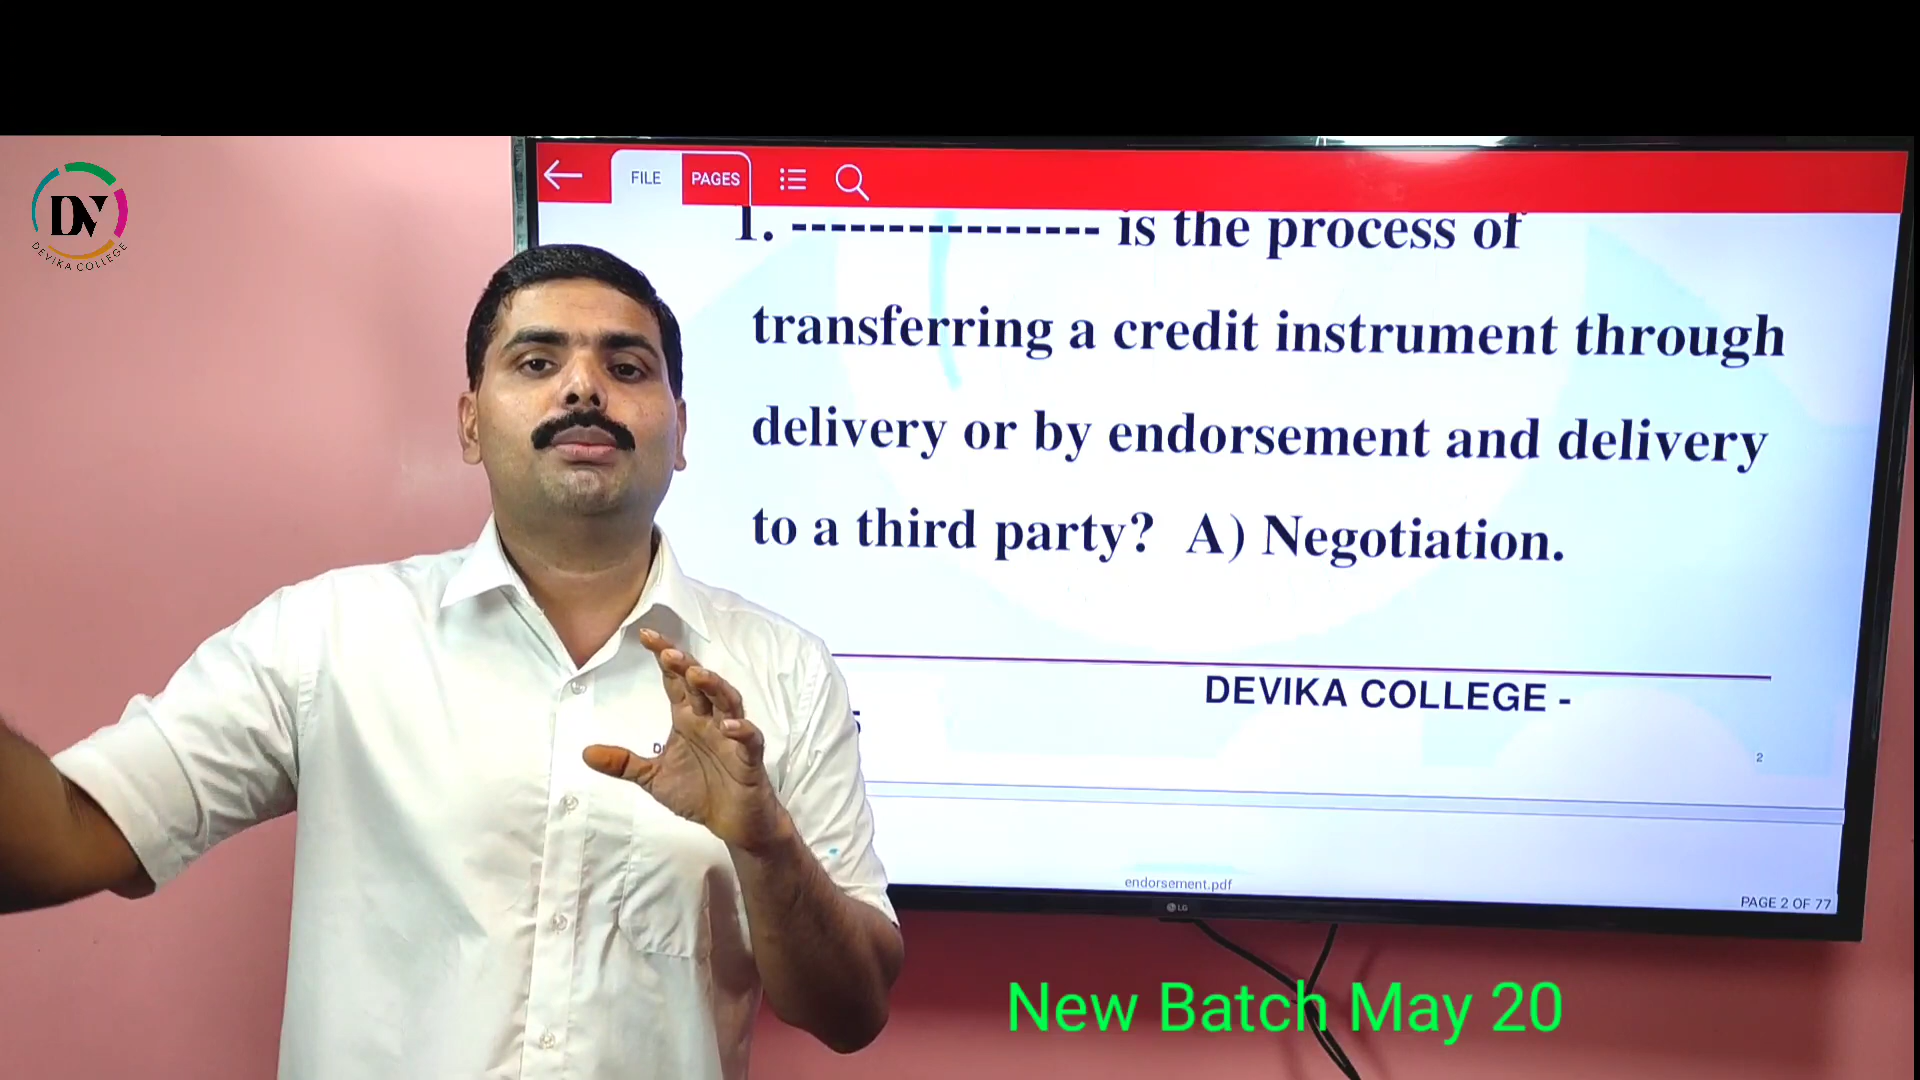 DV
DEVIKA COLLEGE
FILE
PAGES
1. ---------------- is the process of
transferring a credit instrument through
delivery or by endorsement and delivery
to a third party? A) Negotiation.
DEVIKA COLLEGE -
5
2
endorsement.pdf
PAGE 2 OF 77
LG
New Batch May 20